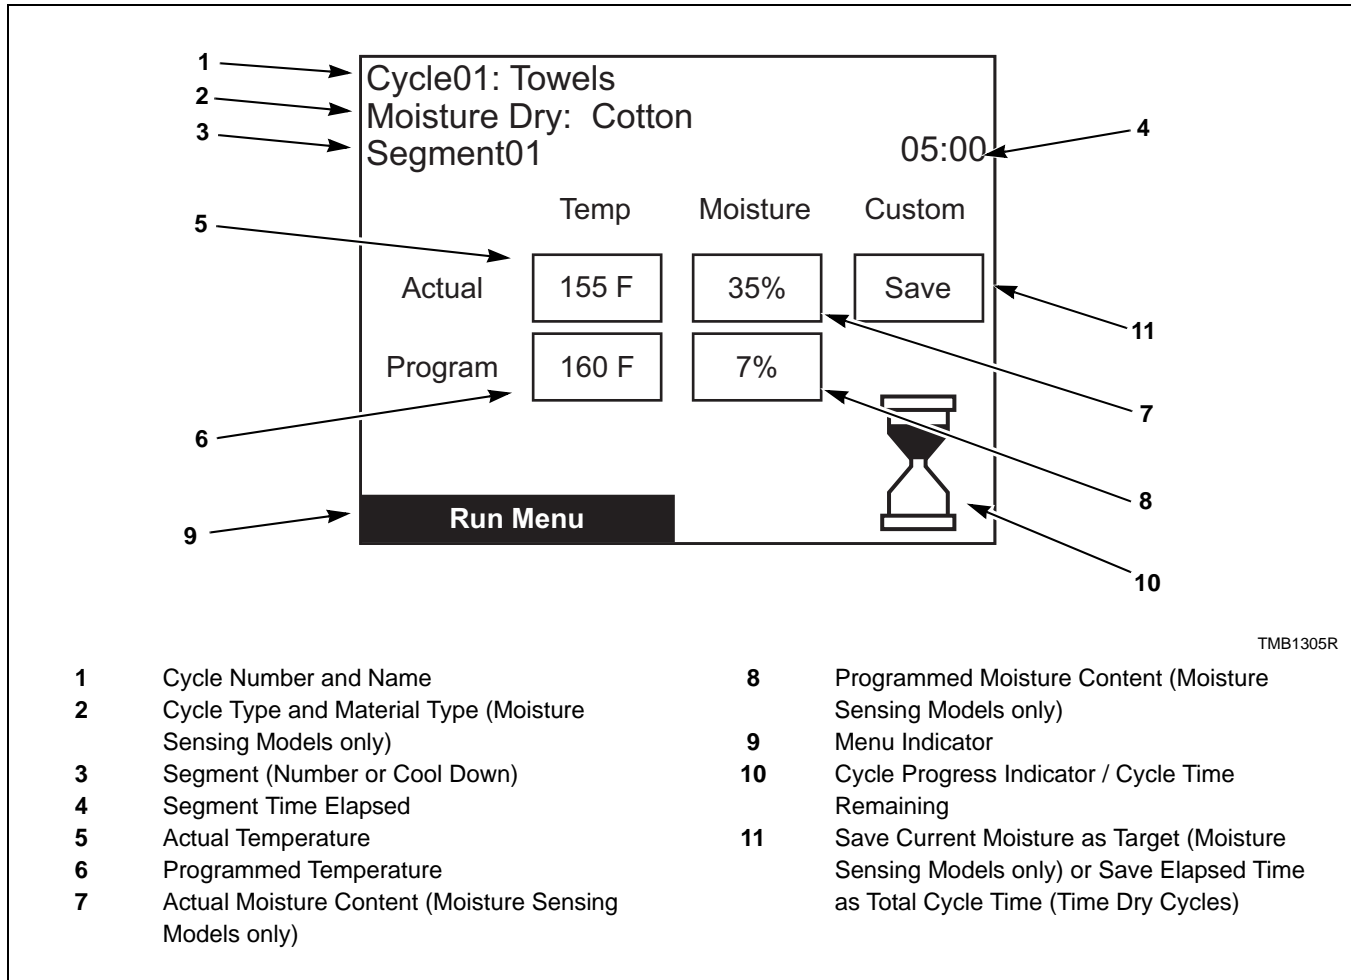 1
Cycle01: Towels
2
Moisture Dry:  Cotton
3
Segment01
05:00
4
Temp Moisture Custom
5
Actual 155 F 35% Save
11
Program 160 F 7%
7
6
8
Run Menu
9
10
TMB1305R
1 Cycle Number and Name
2 Cycle Type and Material Type (Moisture
Sensing Models only)
3 Segment (Number or Cool Down)
4 Segment Time Elapsed
5 Actual Temperature
6 Programmed Temperature
7 Actual Moisture Content (Moisture Sensing
Models only)
8 Programmed Moisture Content (Moisture
Sensing Models only)
9 Menu Indicator
10 Cycle Progress Indicator / Cycle Time
Remaining
11 Save Current Moisture as Target (Moisture
Sensing Models only) or Save Elapsed Time
as Total Cycle Time (Time Dry Cycles)